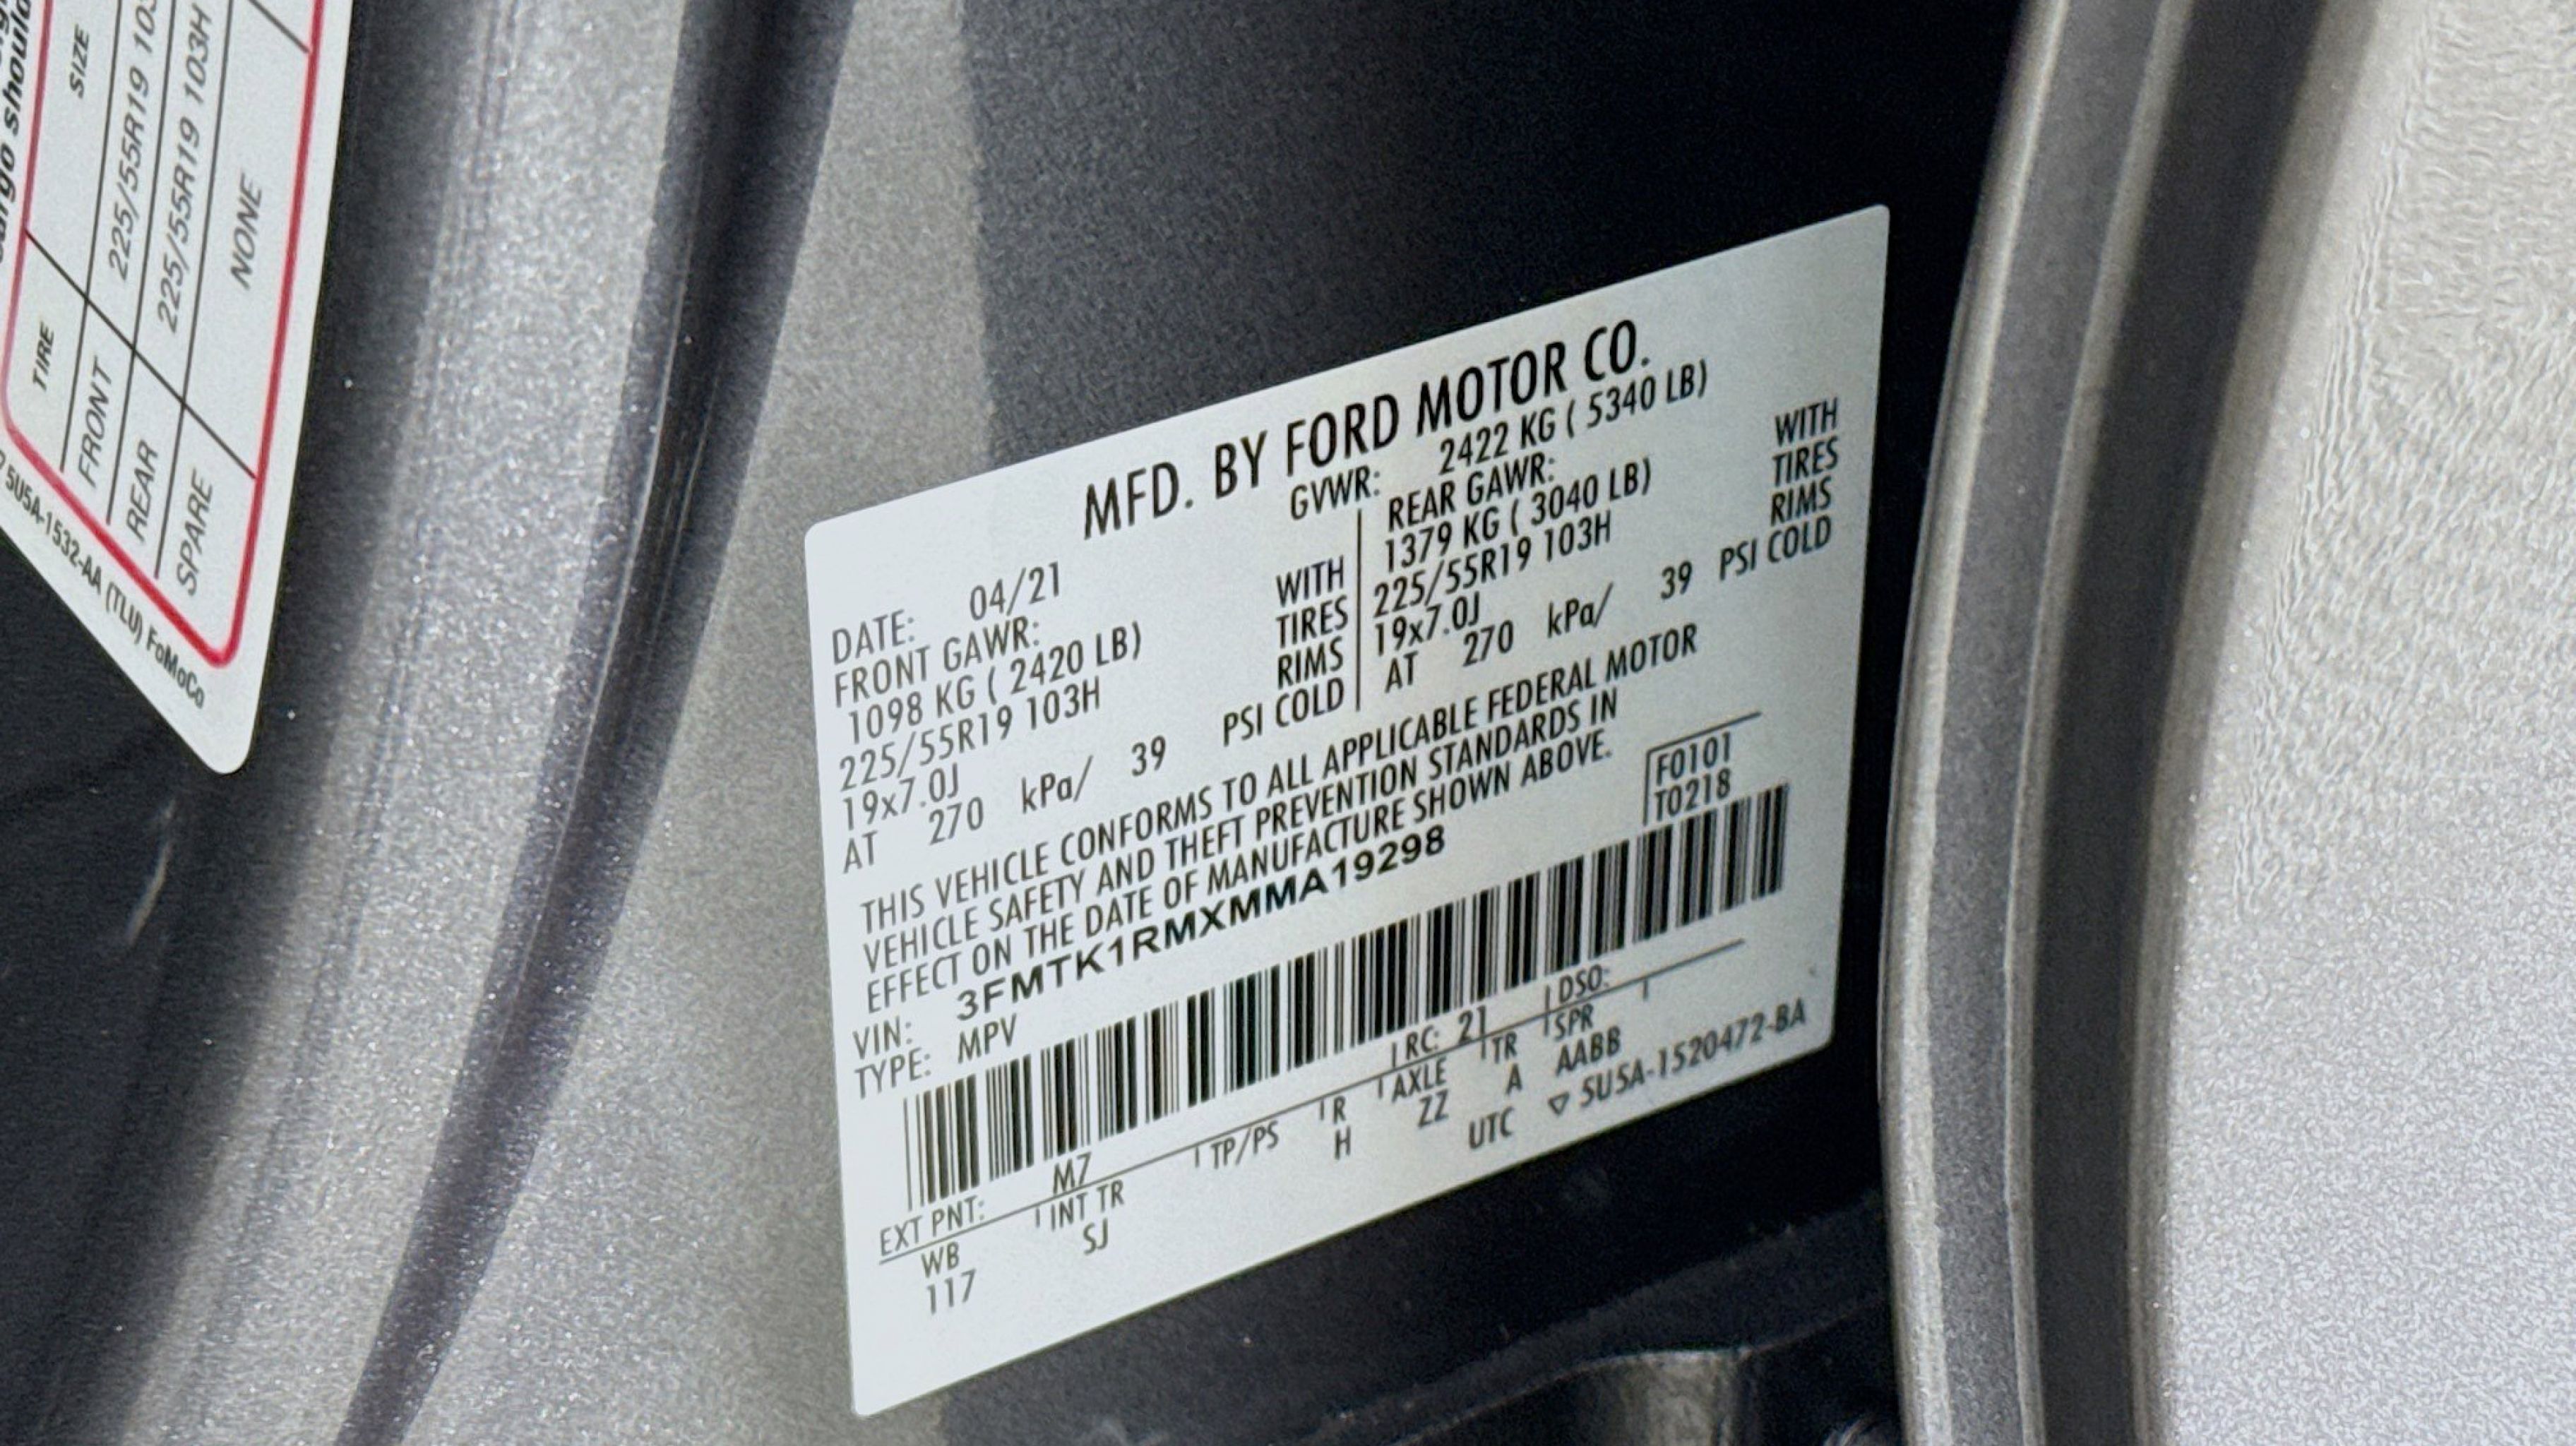 cargo should
TIRE SIZE
FRONT 225/55R19 103
REAR 225/55R19 103H
SPARE NONE
5U5A-1532-AA (TLU) FoMoCo
MFD. BY FORD MOTOR CO.
DATE: 04/21 GVWR: 2422 KG ( 5340 LB)
FRONT GAWR: REAR GAWR:
1098 KG ( 2420 LB) WITH 1379 KG ( 3040 LB) WITH
225/55R19 103H TIRES 225/55R19 103H TIRES
19x7.0J RIMS 19x7.0J RIMS
AT 270 kPa/ 39 PSI COLD AT 270 kPa/ 39 PSI COLD
THIS VEHICLE CONFORMS TO ALL APPLICABLE FEDERAL MOTOR
VEHICLE SAFETY AND THEFT PREVENTION STANDARDS IN
EFFECT ON THE DATE OF MANUFACTURE SHOWN ABOVE.
VIN: 3FMTK1RMXMMA19298 F0101
TYPE: MPV T0218
EXT PNT: M7 RC: 21 DSO:
WB INT TR TP/PS R AXLE TR SPR
117 SJ H ZZ A AABB
UTC ▽ 5U5A-1520472-BA